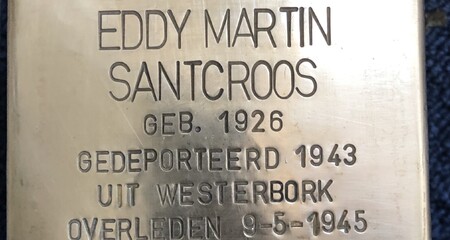 EDDY MARTIN
SANTCROOS
GEB. 1926
GEDEPORTEERD 1943
UIT WESTERBORK
OVERLEDEN 9-5-1945